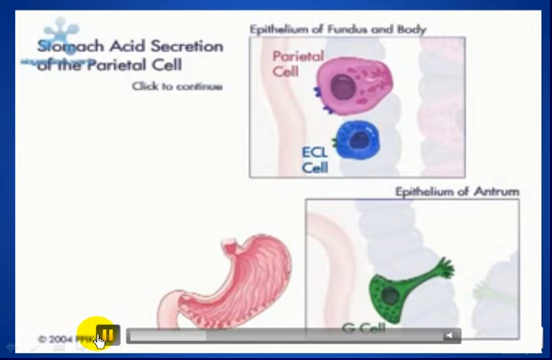 Stomach Acid Secretion
of the Parietal Cell
Click to continue
Epithelium of Fundus and Body
Parietal
Cell
ECL
Cell
Epithelium of Antrum
G Cell
© 2004